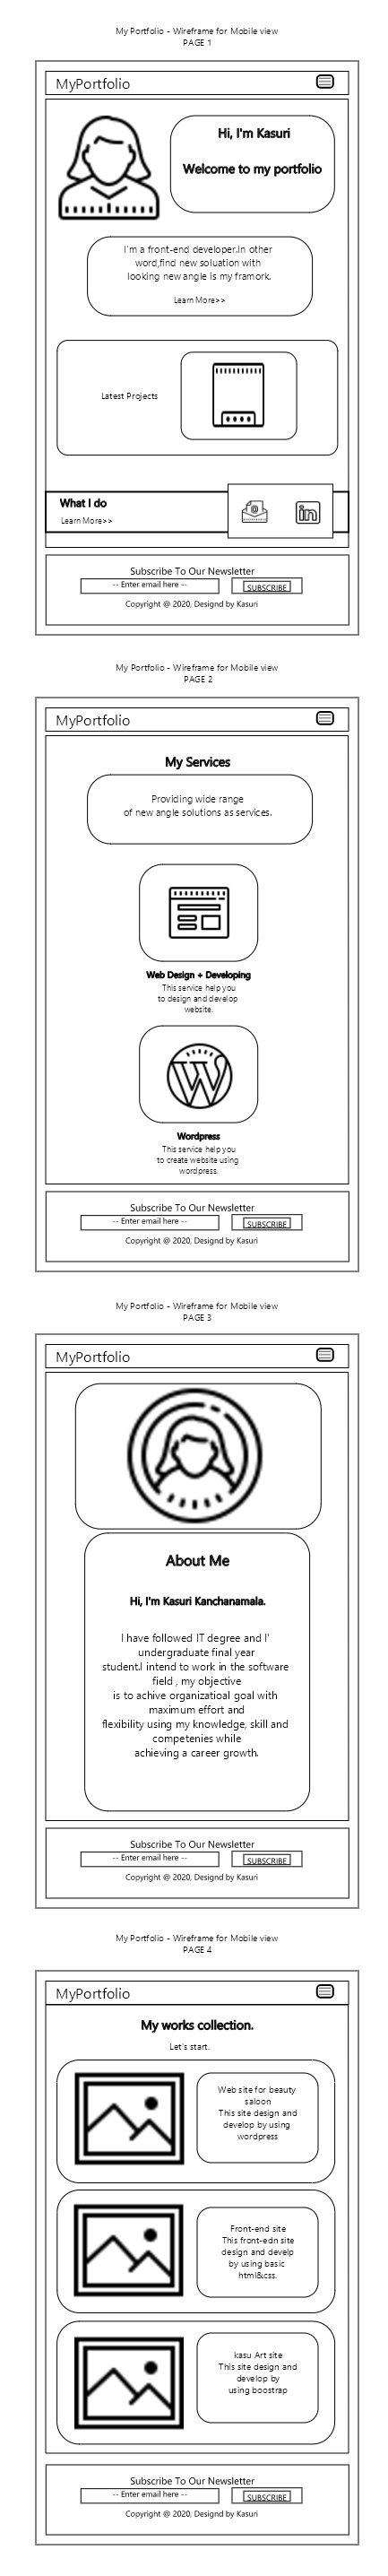 My Portfolio - Wireframe for Mobile view
PAGE 1
MyPortfolio
Hi, I'm Kasuri
Welcome to my portfolio
I'm a front-end developer.In other
word,find new soluation with
looking new angle is my framork.
Learn More>>
Latest Projects
What I do
Learn More>>
@
in
Subscribe To Our Newsletter
-- Enter email here --
SUBSCRIBE
Copyright @ 2020, Designd by Kasuri
My Portfolio - Wireframe for Mobile view
PAGE 2
MyPortfolio
My Services
Providing wide range
of new angle solutions as services.
Web Design + Developing
This service help you
to design and develop
website.
Wordpress
This service help you
to create website using
wordpress.
Subscribe To Our Newsletter
-- Enter email here --
SUBSCRIBE
Copyright @ 2020, Designd by Kasuri
My Portfolio - Wireframe for Mobile view
PAGE 3
MyPortfolio
About Me
Hi, I'm Kasuri Kanchanamala.
I have followed IT degree and I'
undergraduate final year
student.I intend to work in the software
field , my objective
is to achive organizatioal goal with
maximum effort and
flexibility using my knowledge, skill and
competenies while
achieving a career growth.
Subscribe To Our Newsletter
-- Enter email here --
SUBSCRIBE
Copyright @ 2020, Designd by Kasuri
My Portfolio - Wireframe for Mobile view
PAGE 4
MyPortfolio
My works collection.
Let's start.
Web site for beauty
saloon
This site design and
develop by using
wordpress
Front-end site
This front-edn site
design and develp
by using basic
html&css.
kasu Art site
This site design and
develop by
using boostrap
Subscribe To Our Newsletter
-- Enter email here --
SUBSCRIBE
Copyright @ 2020, Designd by Kasuri